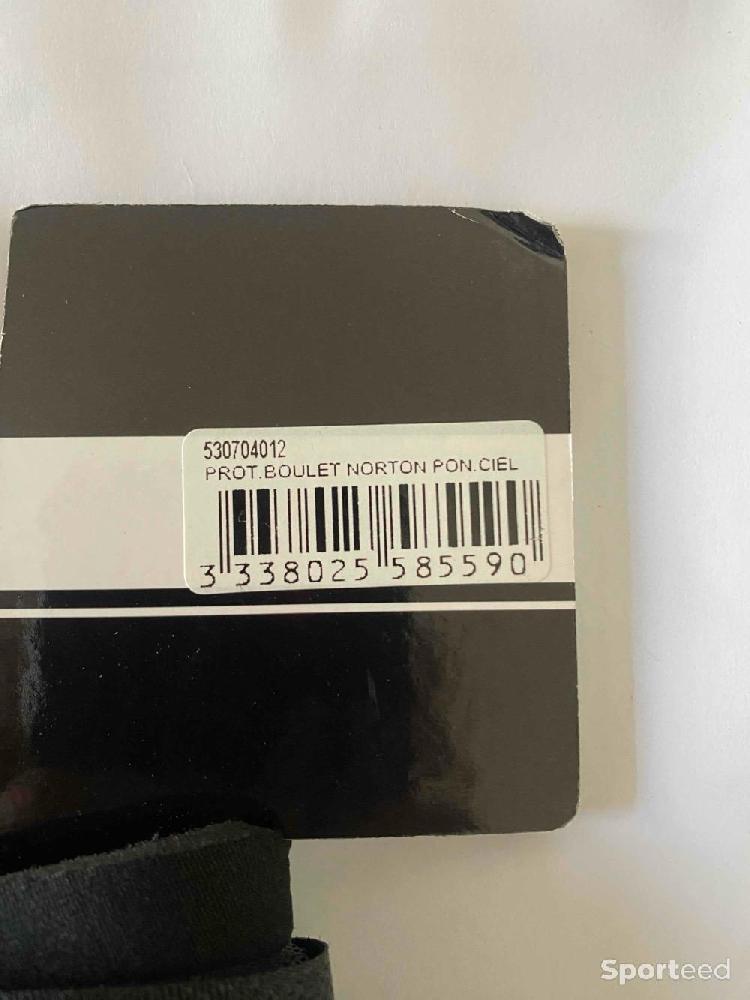 530704012
PROT.BOULET NORTON PON.CIEL
3 338025 585590
Sporteed